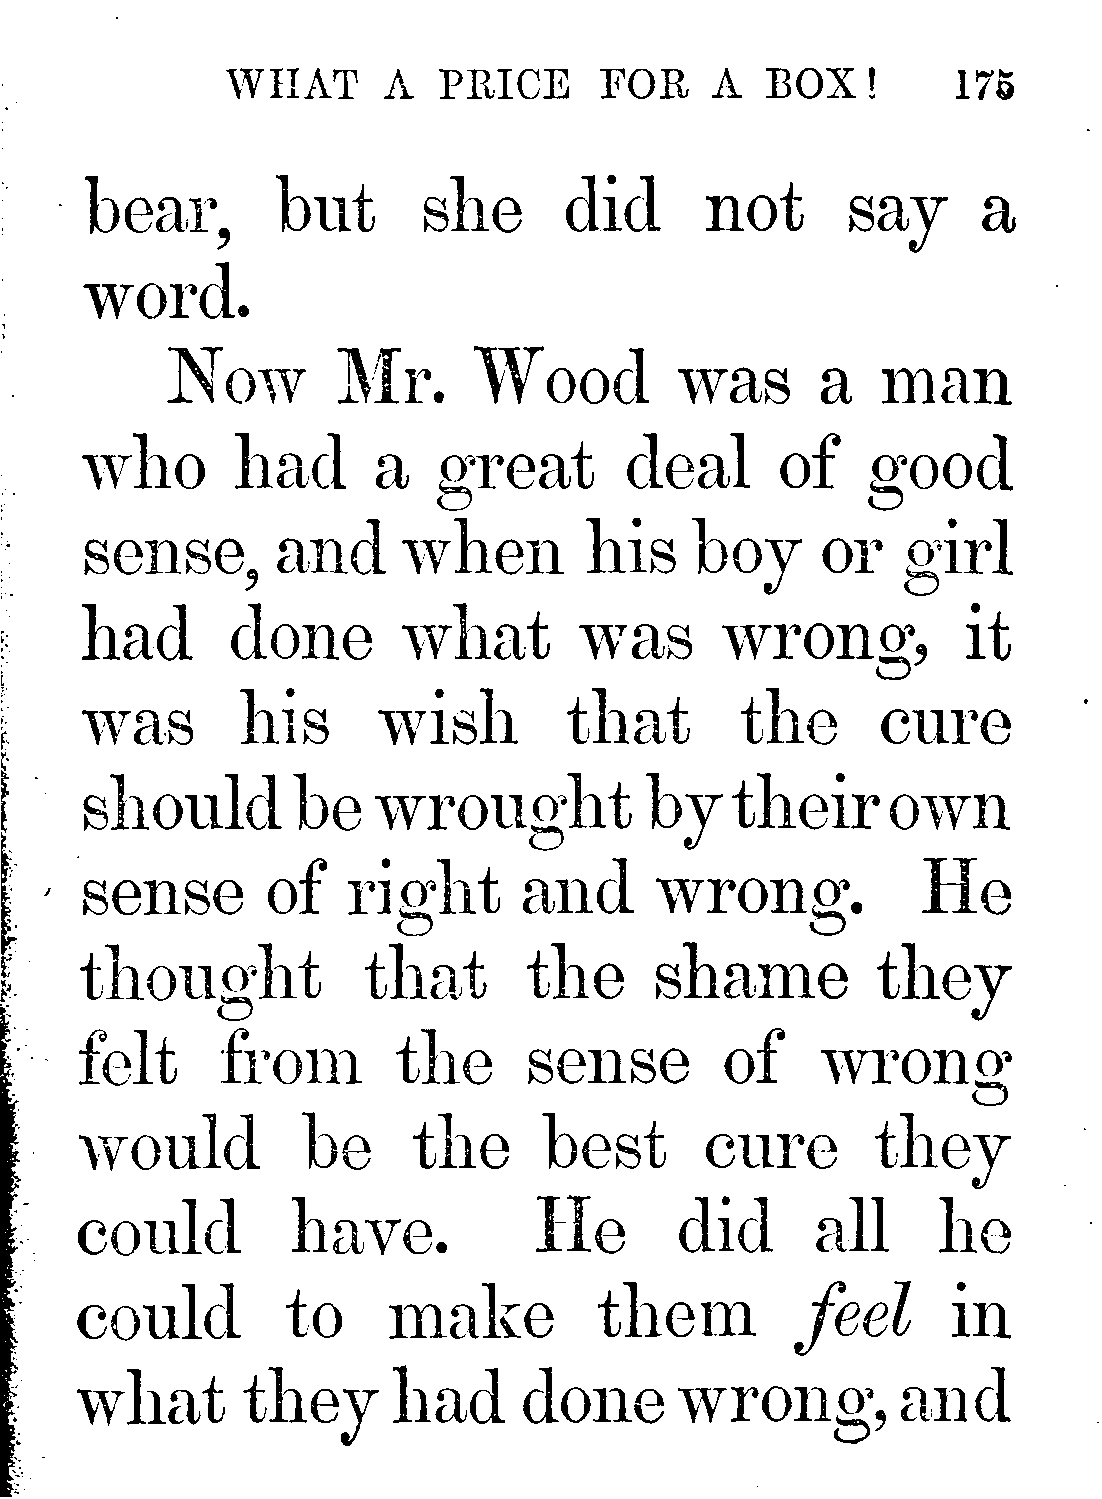 WHAT A PRICE FOR A BOX! 175
bear, but she did not say a
word.
Now Mr. Wood was a man
who had a great deal of good
sense, and when his boy or girl
had done what was wrong, it
was his wish that the cure
should be wrought by their own
sense of right and wrong. He
thought that the shame they
felt from the sense of wrong
would be the best cure they
could have. He did all he
could to make them feel in
what they had done wrong, and